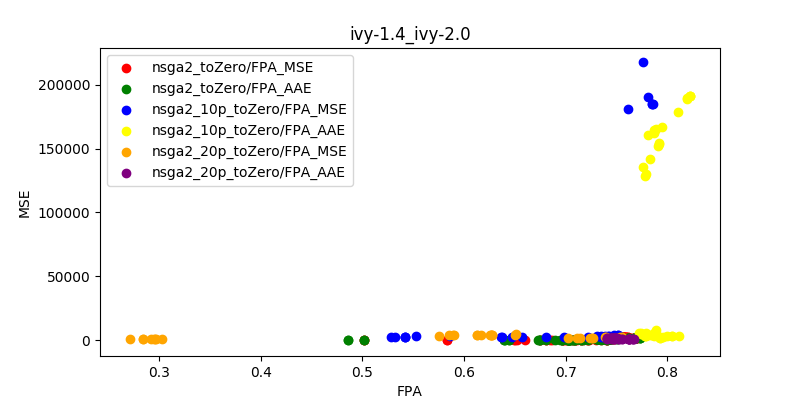 ivy-1.4_ivy-2.0
nsga2_toZero/FPA_MSE
nsga2_toZero/FPA_AAE
nsga2_10p_toZero/FPA_MSE
nsga2_10p_toZero/FPA_AAE
nsga2_20p_toZero/FPA_MSE
nsga2_20p_toZero/FPA_AAE
MSE
200000
150000
100000
50000
0
0.3 0.4 0.5 0.6 0.7 0.8
FPA